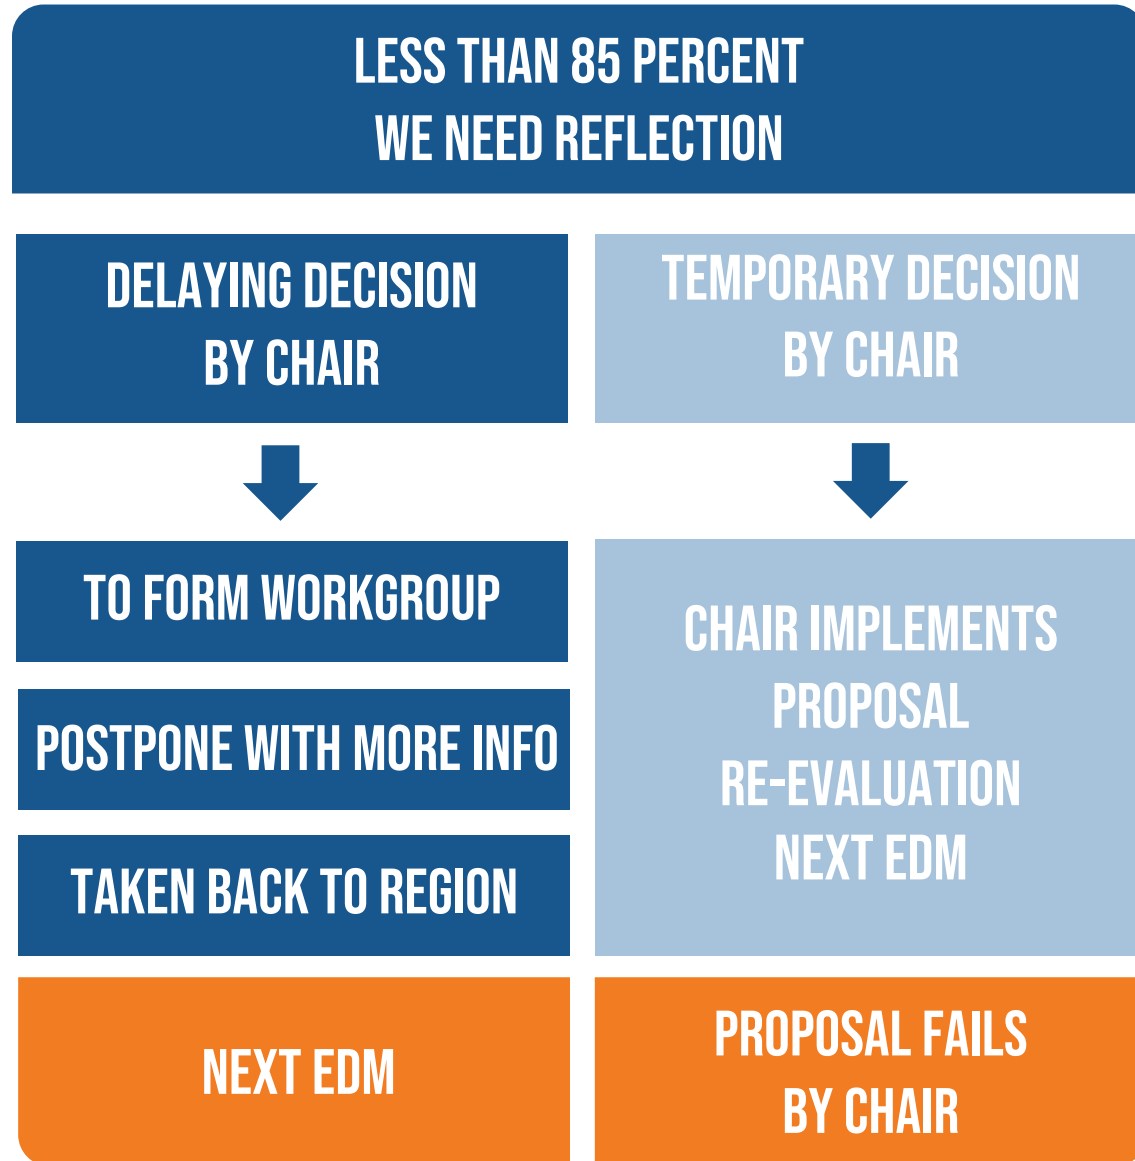 LESS THAN 85 PERCENT
WE NEED REFLECTION
DELAYING DECISION
BY CHAIR
TO FORM WORKGROUP
POSTPONE WITH MORE INFO
TAKEN BACK TO REGION
NEXT EDM
TEMPORARY DECISION
BY CHAIR
CHAIR IMPLEMENTS
PROPOSAL
RE-EVALUATION
NEXT EDM
PROPOSAL FAILS
BY CHAIR